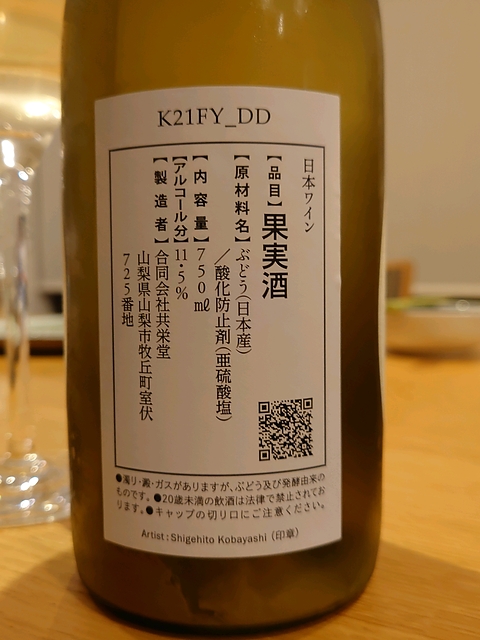 K21FY_DD
日本ワイン
【品目】果実酒
【原材料名】ぶどう(日本産)
／酸化防止剤(亜硫酸塩)
【内容量】750㎖
【アルコール分】11.5%
【製造者】合同会社共栄堂
山梨県山梨市牧丘町室伏
725番地
●濁り・澱・ガスがありますが、ぶどう及び発酵由来の
ものです。●20歳未満の飲酒は法律で禁止されてお
ります。●キャップの切り口にご注意ください。
Artist : Shigehito Kobayashi (印章)